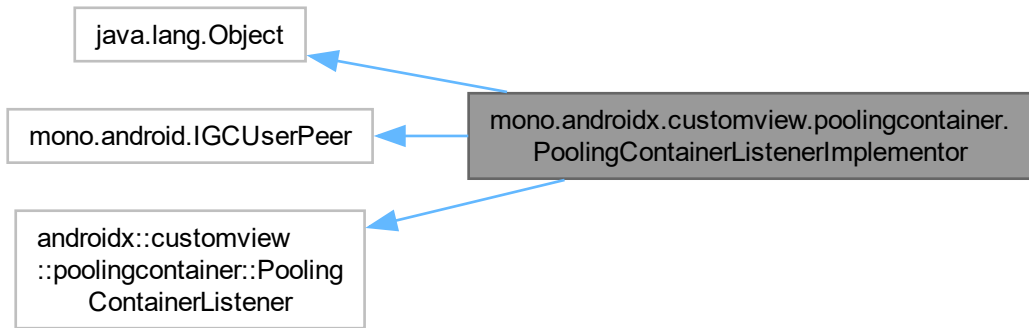 java.lang.Object
mono.android.IGCUserPeer
androidx::customview
::poolingcontainer::Pooling
ContainerListener
mono.androidx.customview.poolingcontainer.
PoolingContainerListenerImplementor